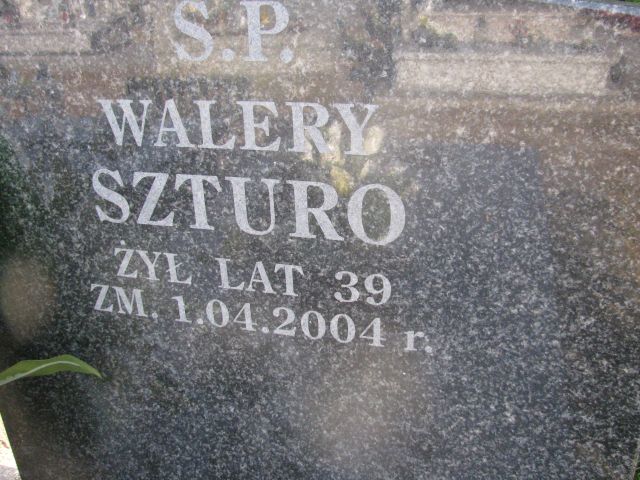 S.P.
WALERY
SZTURO
ŻYŁ LAT 39
ZM. 1.04.2004 r.